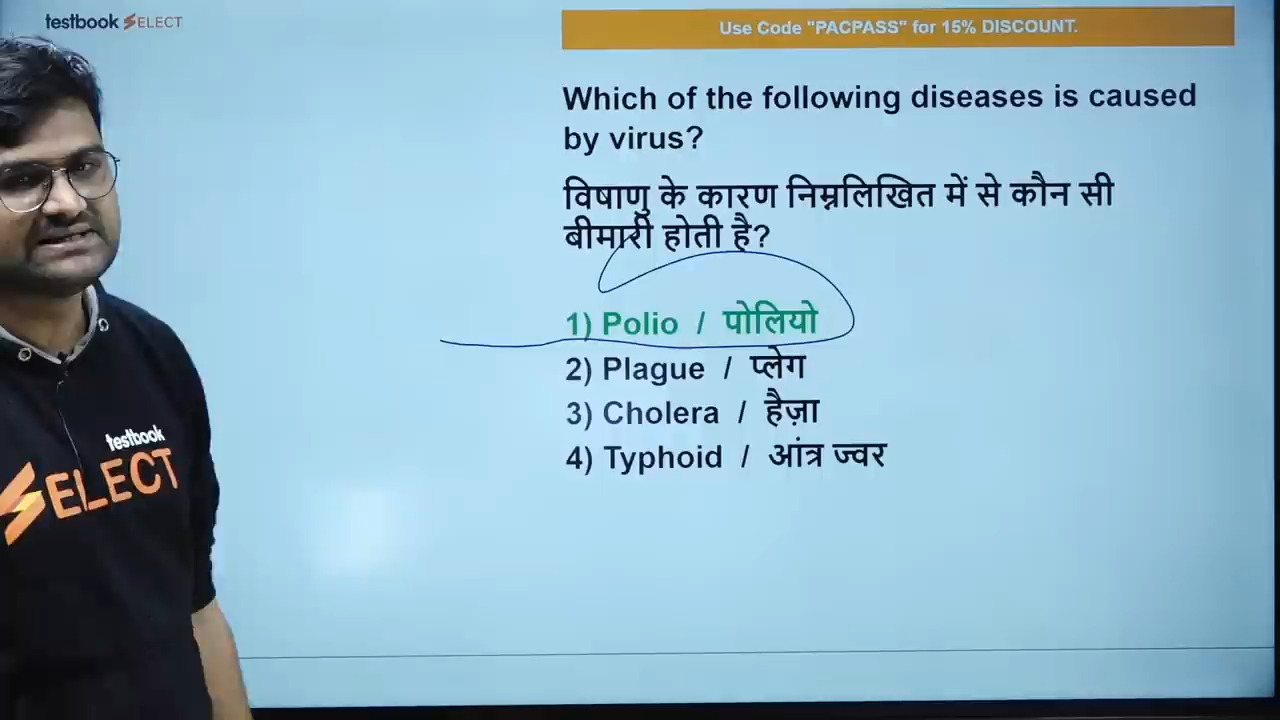 testbook SELECT
Use Code "PACPASS" for 15% DISCOUNT.
Which of the following diseases is caused
by virus?
विषाणु के कारण निम्नलिखित में से कौन सी
बीमारी होती है?
1) Polio / पोलियो
2) Plague / प्लेग
3) Cholera / हैज़ा
4) Typhoid / आंत्र ज्वर
testbook
SELECT